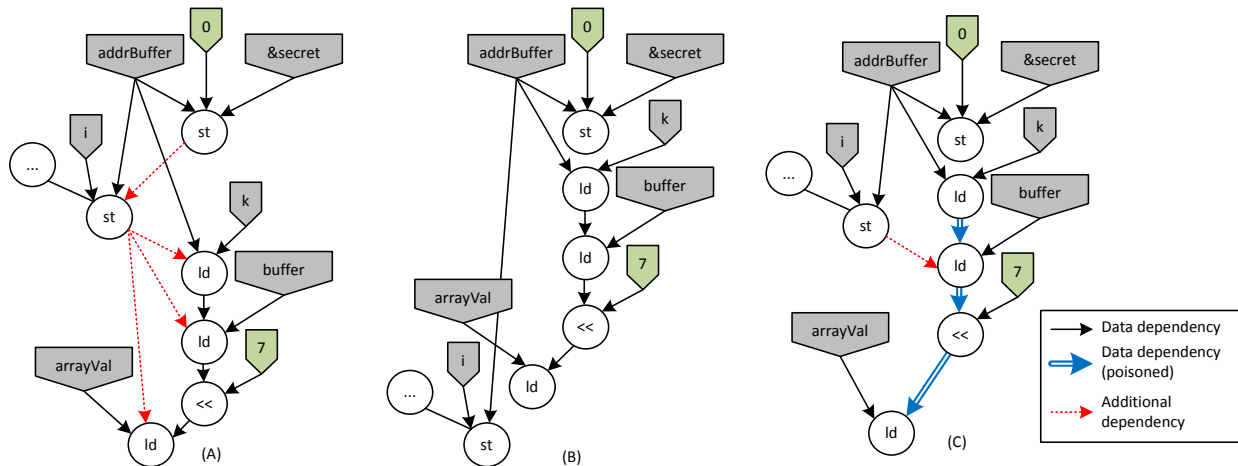 0
addrBuffer
&secret
st
i
...
st
k
ld
buffer
ld
7
arrayVal
<<
ld
(A)
0
addrBuffer
&secret
st
k
ld
buffer
ld
7
arrayVal
<<
i
ld
...
st
(B)
0
addrBuffer
&secret
st
k
i
ld
...
buffer
st
ld
7
<<
arrayVal
ld
(C)
Data dependency
Data dependency
(poisoned)
Additional
dependency